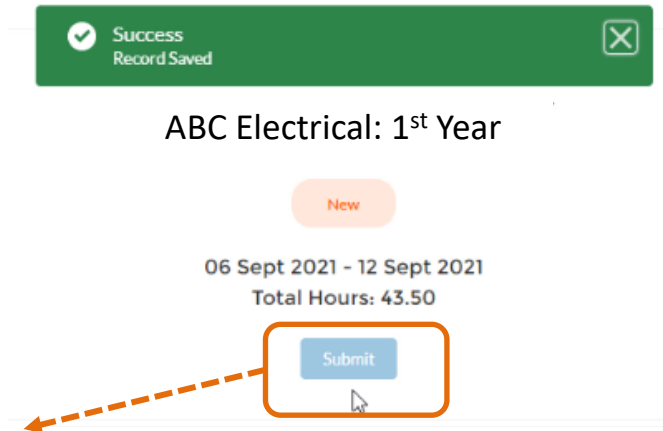 Success
Record Saved
ABC Electrical: 1st Year
New
06 Sept 2021 - 12 Sept 2021
Total Hours: 43.50
Submit